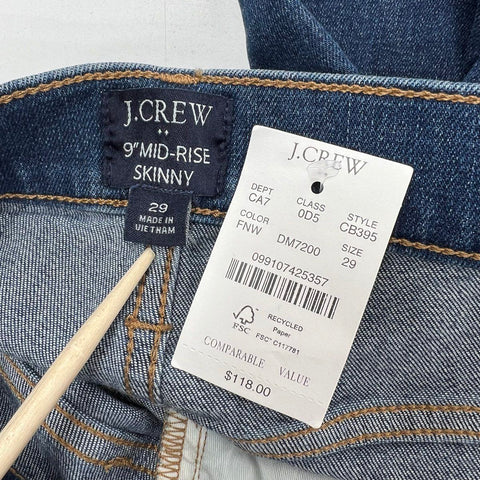 J.CREW
9" MID-RISE
SKINNY
29
MADE IN
VIETNAM
J.CREW
DEPT CLASS STYLE
CA7 0D5 CB395
COLOR SIZE
FNW DM7200 29
099107425357
FSC
RECYCLED
Paper
FSC® C117781
COMPARABLE VALUE
$118.00